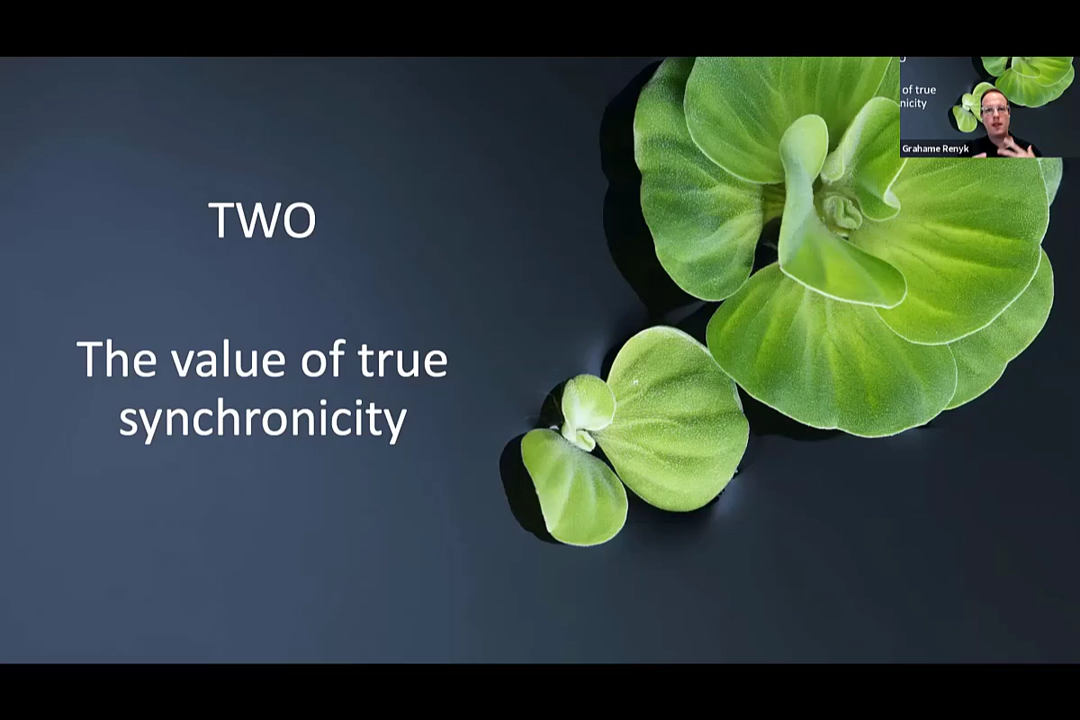 TWO
The value of true
synchronicity
of true
nicity
Grahame Renyk